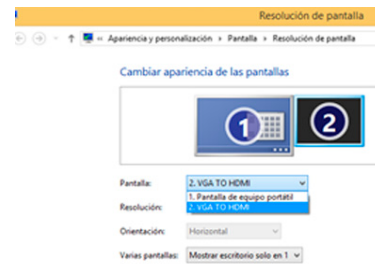 Resolución de pantalla
« Apariencia y personalización › Pantalla › Resolución de pantalla
Cambiar apariencia de las pantallas
1 2
Pantalla: 2. VGA TO HDMI
1. Pantalla de equipo portátil
Resolución: 2. VGA TO HDMI
Orientación: Horizontal
Varias pantallas: Mostrar escritorio solo en 1